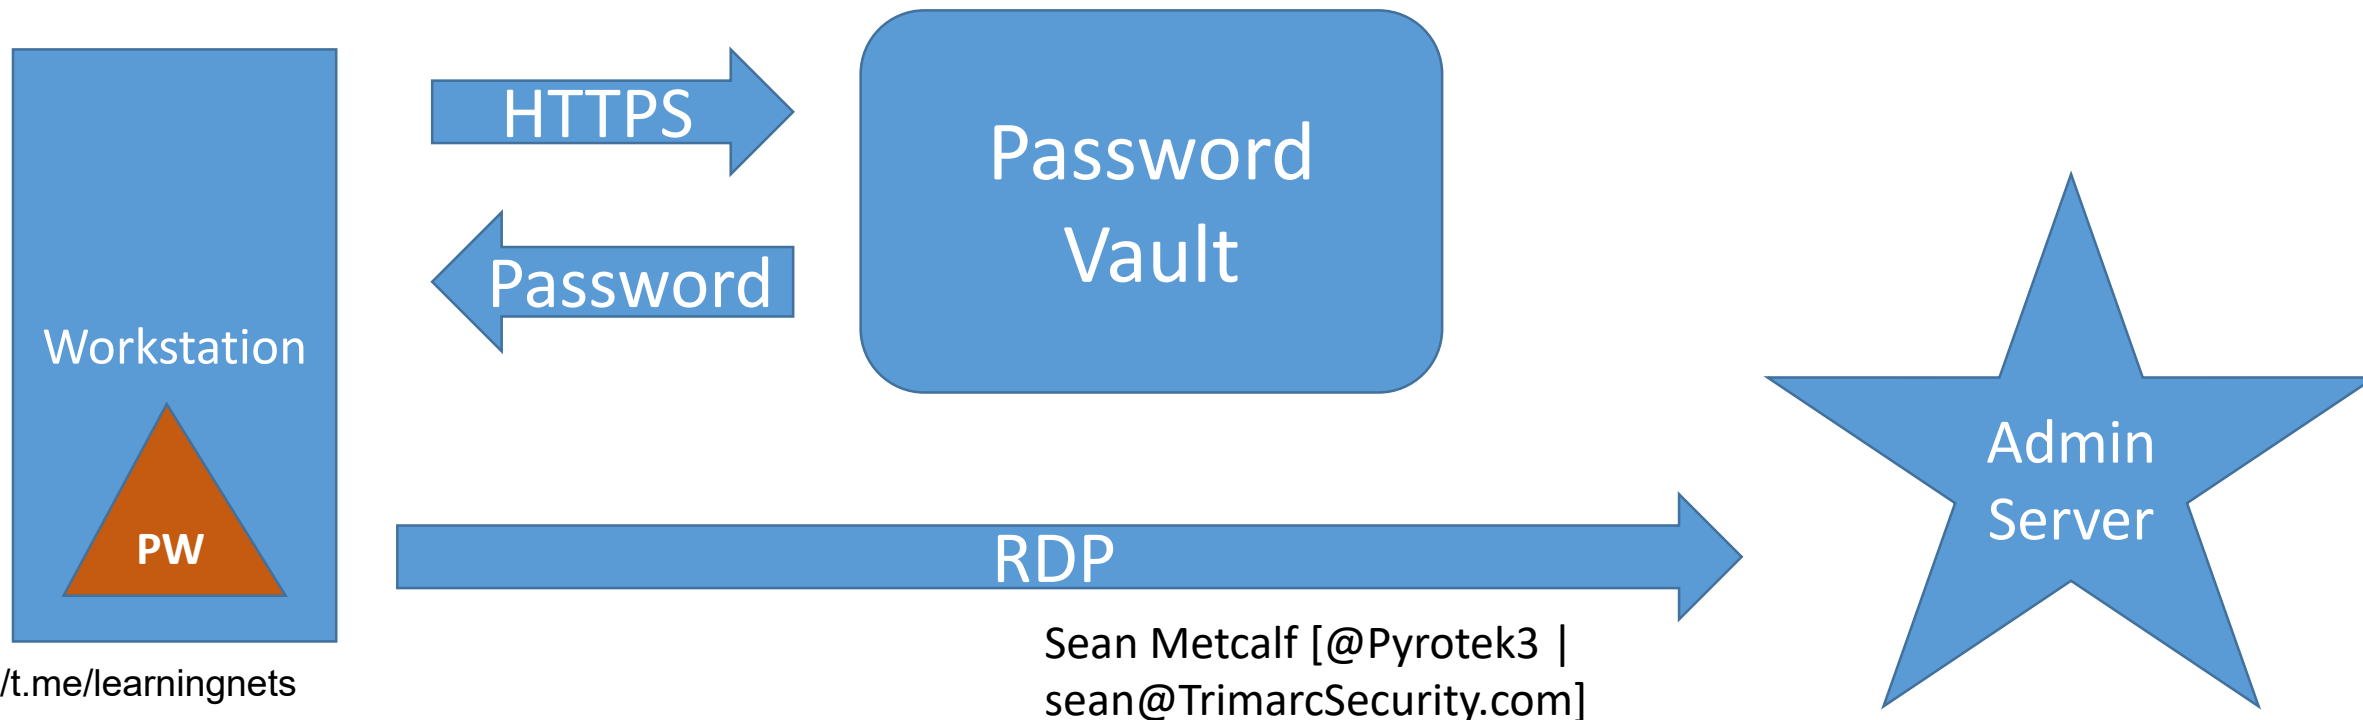 HTTPS
Password
Vault
Password
Workstation
PW
RDP
Admin
Server
Sean Metcalf [@Pyrotek3 |
sean@TrimarcSecurity.com]
/t.me/learningnets